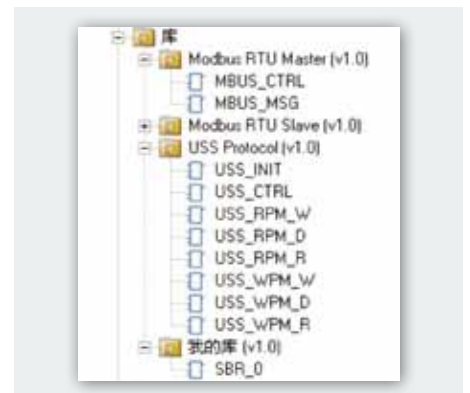 库
Modbus RTU Master (v1.0)
MBUS_CTRL
MBUS_MSG
Modbus RTU Slave (v1.0)
USS Protocol (v1.0)
USS_INIT
USS_CTRL
USS_RPM_W
USS_RPM_D
USS_RPM_R
USS_WPM_W
USS_WPM_D
USS_WPM_R
我的库 (v1.0)
SBR_0